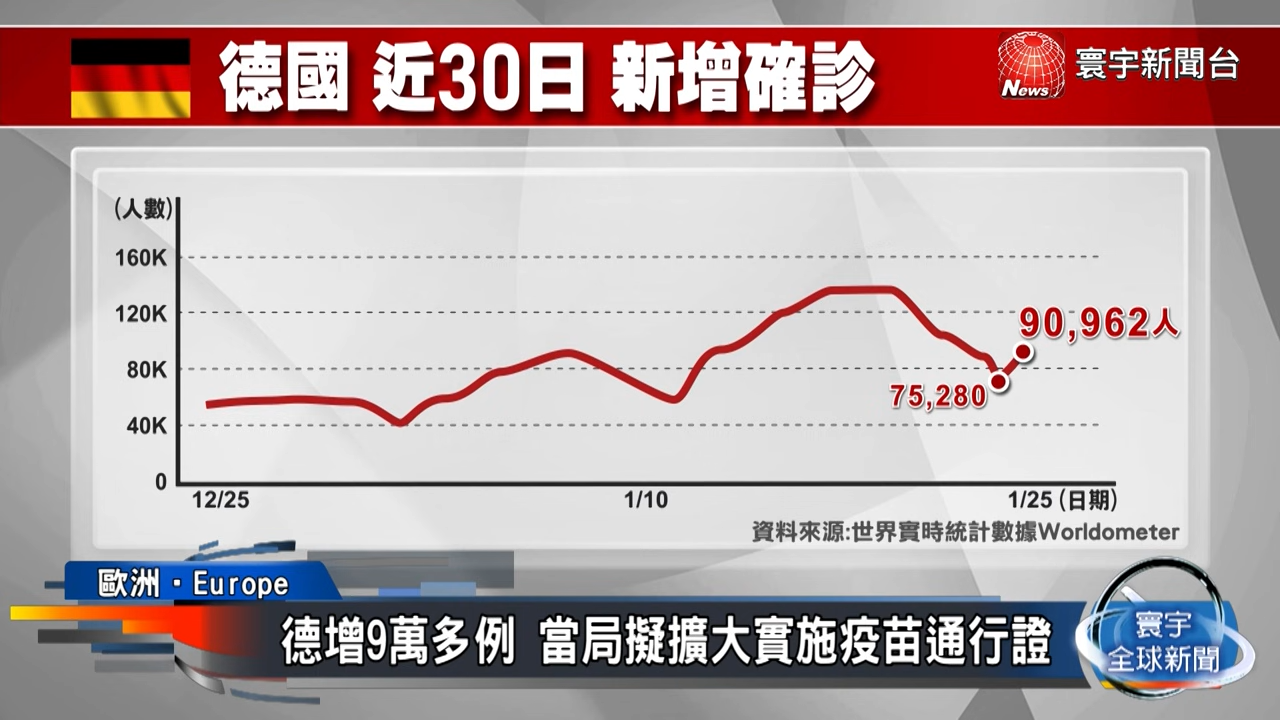 德國 近30日 新增確診
News 寰宇新聞台
(人數)
160K
120K
80K
40K
0
90,962人
75,280
12/25 1/10 1/25 (日期)
資料來源:世界實時統計數據Worldometer
歐洲・Europe
德增9萬多例 當局擬擴大實施疫苗通行證
寰宇
全球新聞